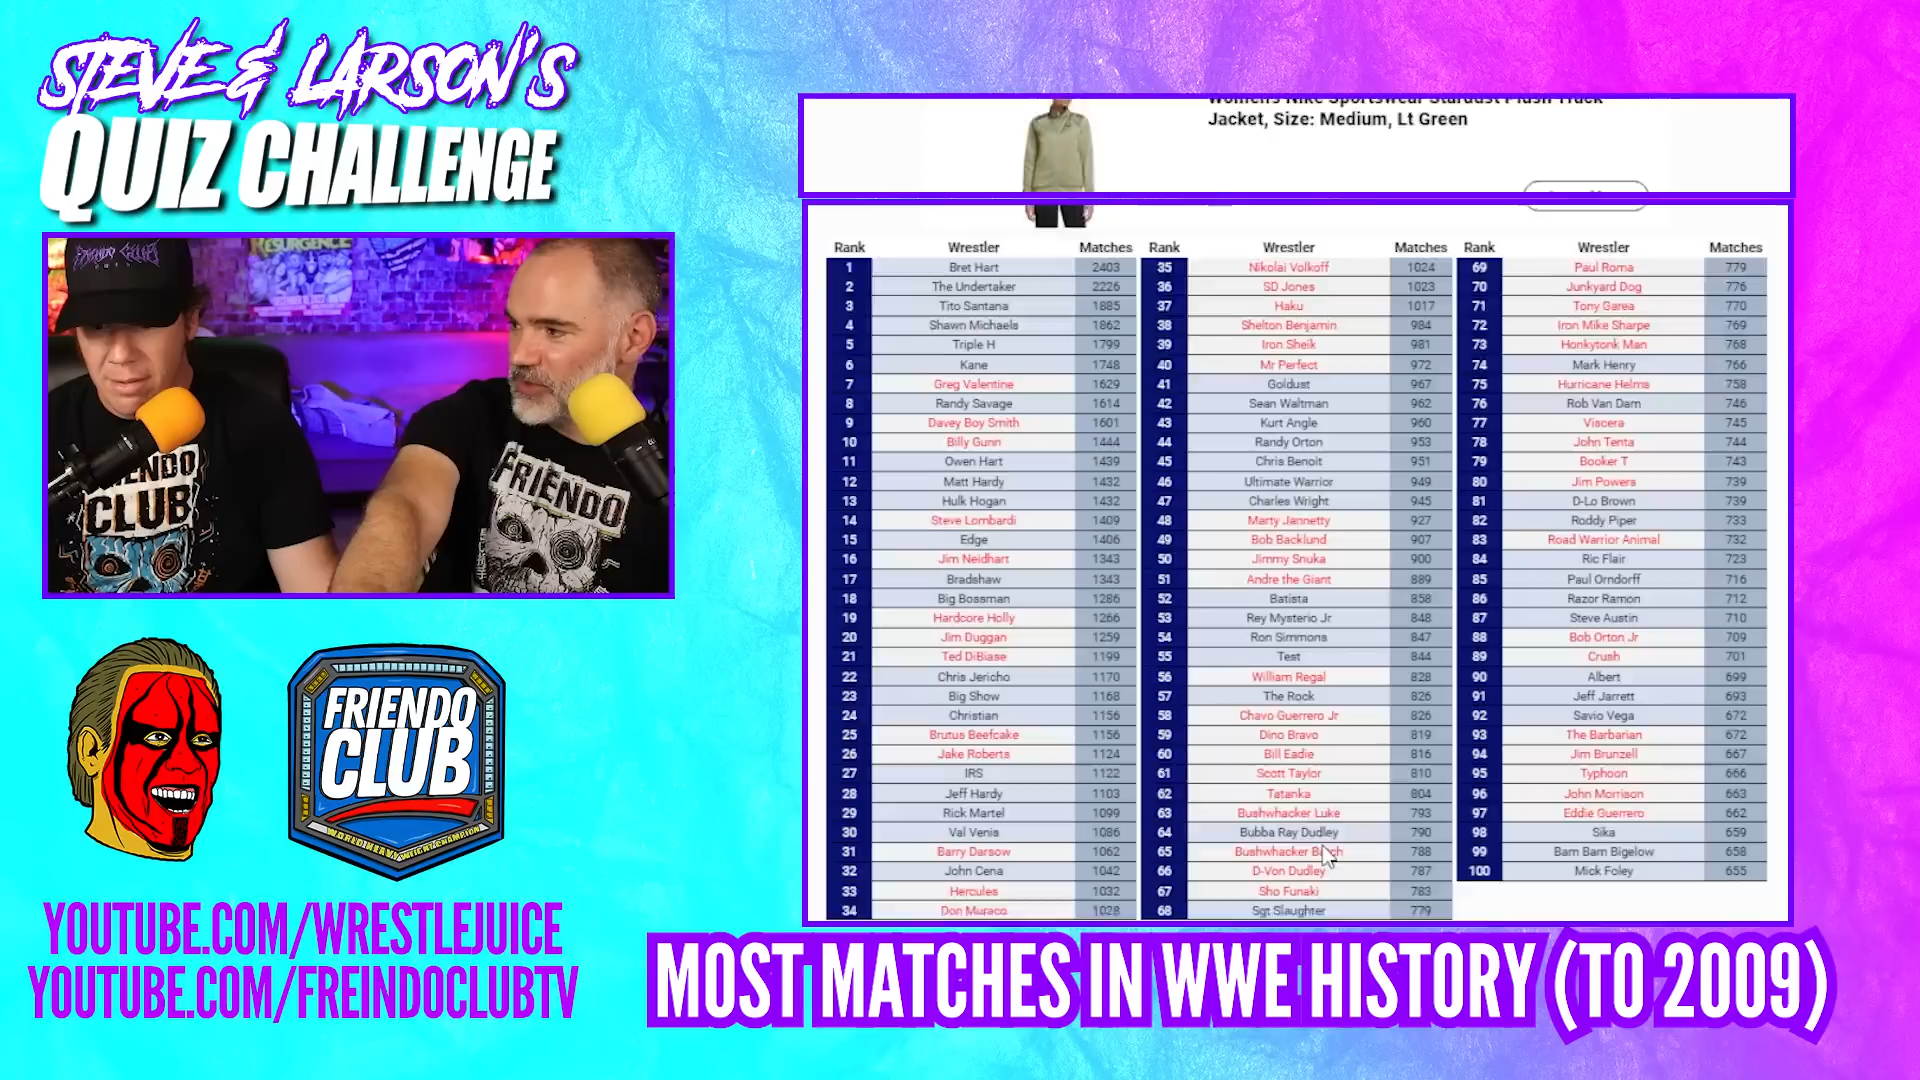 STEVE & LARSON'S
QUIZ CHALLENGE
Jacket, Size: Medium, Lt Green
RESURGENCE
FRIENDO CLUB
CLUB
FRIENDO
Rank Wrestler Matches Rank Wrestler Matches Rank Wrestler Matches
1 Bret Hart 2403 35 Nikolai Volkoff 1024 69 Paul Roma 779
2 The Undertaker 2226 36 SD Jones 1023 70 Junkyard Dog 776
3 Tito Santana 1885 37 Haku 1017 71 Tony Garea 770
4 Shawn Michaels 1862 38 Shelton Benjamin 984 72 Iron Mike Sharpe 769
5 Triple H 1799 39 Iron Sheik 981 73 Honkytonk Man 768
6 Kane 1748 40 Mr Perfect 972 74 Mark Henry 766
7 Greg Valentine 1629 41 Goldust 967 75 Hurricane Helms 758
8 Randy Savage 1614 42 Sean Waltman 962 76 Rob Van Dam 746
9 Davey Boy Smith 1601 43 Kurt Angle 960 77 Viscera 745
10 Billy Gunn 1444 44 Randy Orton 953 78 John Tenta 744
11 Owen Hart 1439 45 Chris Benoit 951 79 Booker T 743
12 Matt Hardy 1432 46 Ultimate Warrior 949 80 Jim Powers 739
13 Hulk Hogan 1432 47 Charles Wright 945 81 D-Lo Brown 739
14 Steve Lombardi 1409 48 Marty Jannetty 927 82 Roddy Piper 733
15 Edge 1406 49 Bob Backlund 907 83 Road Warrior Animal 732
16 Jim Neidhart 1343 50 Jimmy Snuka 900 84 Ric Flair 723
17 Bradshaw 1343 51 Andre the Giant 889 85 Paul Orndorff 716
18 Big Bossman 1286 52 Batista 858 86 Razor Ramon 712
19 Hardcore Holly 1266 53 Rey Mysterio Jr 848 87 Steve Austin 710
20 Jim Duggan 1259 54 Ron Simmons 847 88 Bob Orton Jr 709
21 Ted DiBiase 1199 55 Test 844 89 Crush 701
22 Chris Jericho 1170 56 William Regal 828 90 Albert 699
23 Big Show 1168 57 The Rock 826 91 Jeff Jarrett 693
24 Christian 1156 58 Chavo Guerrero Jr 826 92 Savio Vega 672
25 Brutus Beefcake 1156 59 Dino Bravo 819 93 The Barbarian 672
26 Jake Roberts 1124 60 Bill Eadie 816 94 Jim Brunzell 667
27 IRS 1122 61 Scott Taylor 810 95 Typhoon 666
28 Jeff Hardy 1103 62 Tatanka 804 96 John Morrison 663
29 Rick Martel 1099 63 Bushwhacker Luke 793 97 Eddie Guerrero 662
30 Val Venis 1086 64 Bubba Ray Dudley 790 98 Sika 659
31 Barry Darsow 1062 65 Bushwhacker Butch 788 99 Bam Bam Bigelow 658
32 John Cena 1042 66 D-Von Dudley 787 100 Mick Foley 655
33 Hercules 1032 67 Sho Funaki 783
34 Don Muraco 1028 68 Sgt Slaughter 779
FRIENDO
CLUB
WORLD HEAVYWEIGHT CHAMPION
YOUTUBE.COM/WRESTLEJUICE
YOUTUBE.COM/FREINDOCLUBTV
MOST MATCHES IN WWE HISTORY (TO 2009)